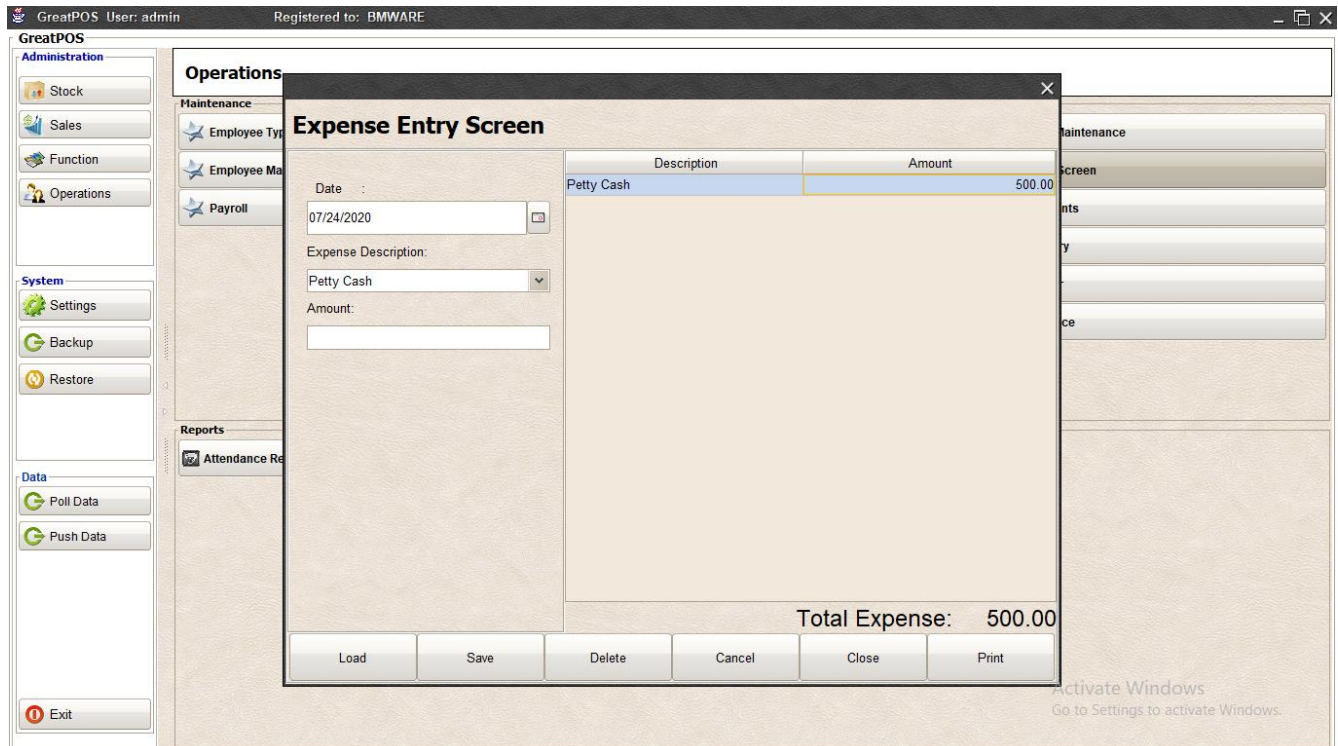 GreatPOS User: admin Registered to: BMWARE
GreatPOS
Administration
Stock
Sales
Function
Operations
System
Settings
Backup
Restore
Data
Poll Data
Push Data
Exit
Operations
Maintenance
Employee Typ
Employee Ma
Payroll
Reports
Attendance Re
Expense Entry Screen
Date :
07/24/2020
Expense Description:
Petty Cash
Amount:
Description Amount
Petty Cash 500.00
Total Expense: 500.00
Load Save Delete Cancel Close Print
Maintenance
Screen
nts
y
ce
Activate Windows
Go to Settings to activate Windows.